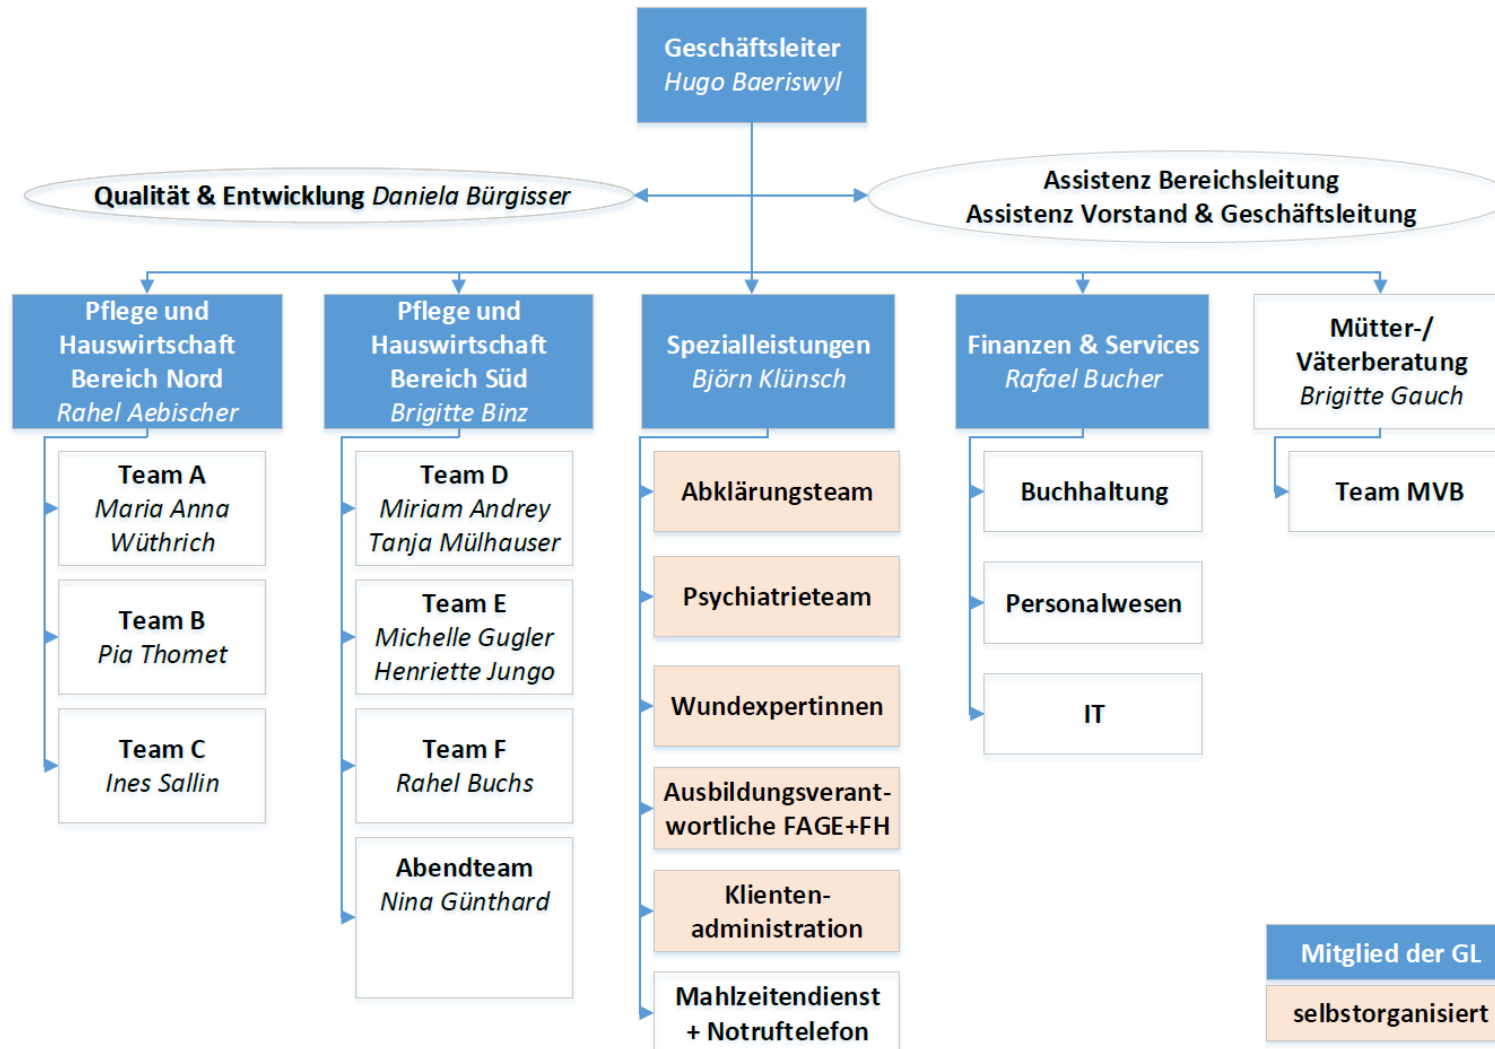 Geschäftsleiter
Hugo Baeriswyl
Qualität & Entwicklung Daniela Bürgisser
Assistenz Bereichsleitung
Assistenz Vorstand & Geschäftsleitung
Pflege und
Hauswirtschaft
Bereich Nord
Rahel Aebischer
Team A
Maria Anna
Wüthrich
Team B
Pia Thomet
Team C
Ines Sallin
Pflege und
Hauswirtschaft
Bereich Süd
Brigitte Binz
Team D
Miriam Andrey
Tanja Mülhauser
Team E
Michelle Gugler
Henriette Jungo
Team F
Rahel Buchs
Abendteam
Nina Günthard
Spezialleistungen
Björn Klünsch
Abklärungsteam
Psychiatrieteam
Wundexpertinnen
Ausbildungsverant-
wortliche FAGE+FH
Klienten-
administration
Mahlzeitendienst
+ Notruftelefon
Finanzen & Services
Rafael Bucher
Buchhaltung
Personalwesen
IT
Mütter-/
Väterberatung
Brigitte Gauch
Team MVB
Mitglied der GL
selbstorganisiert